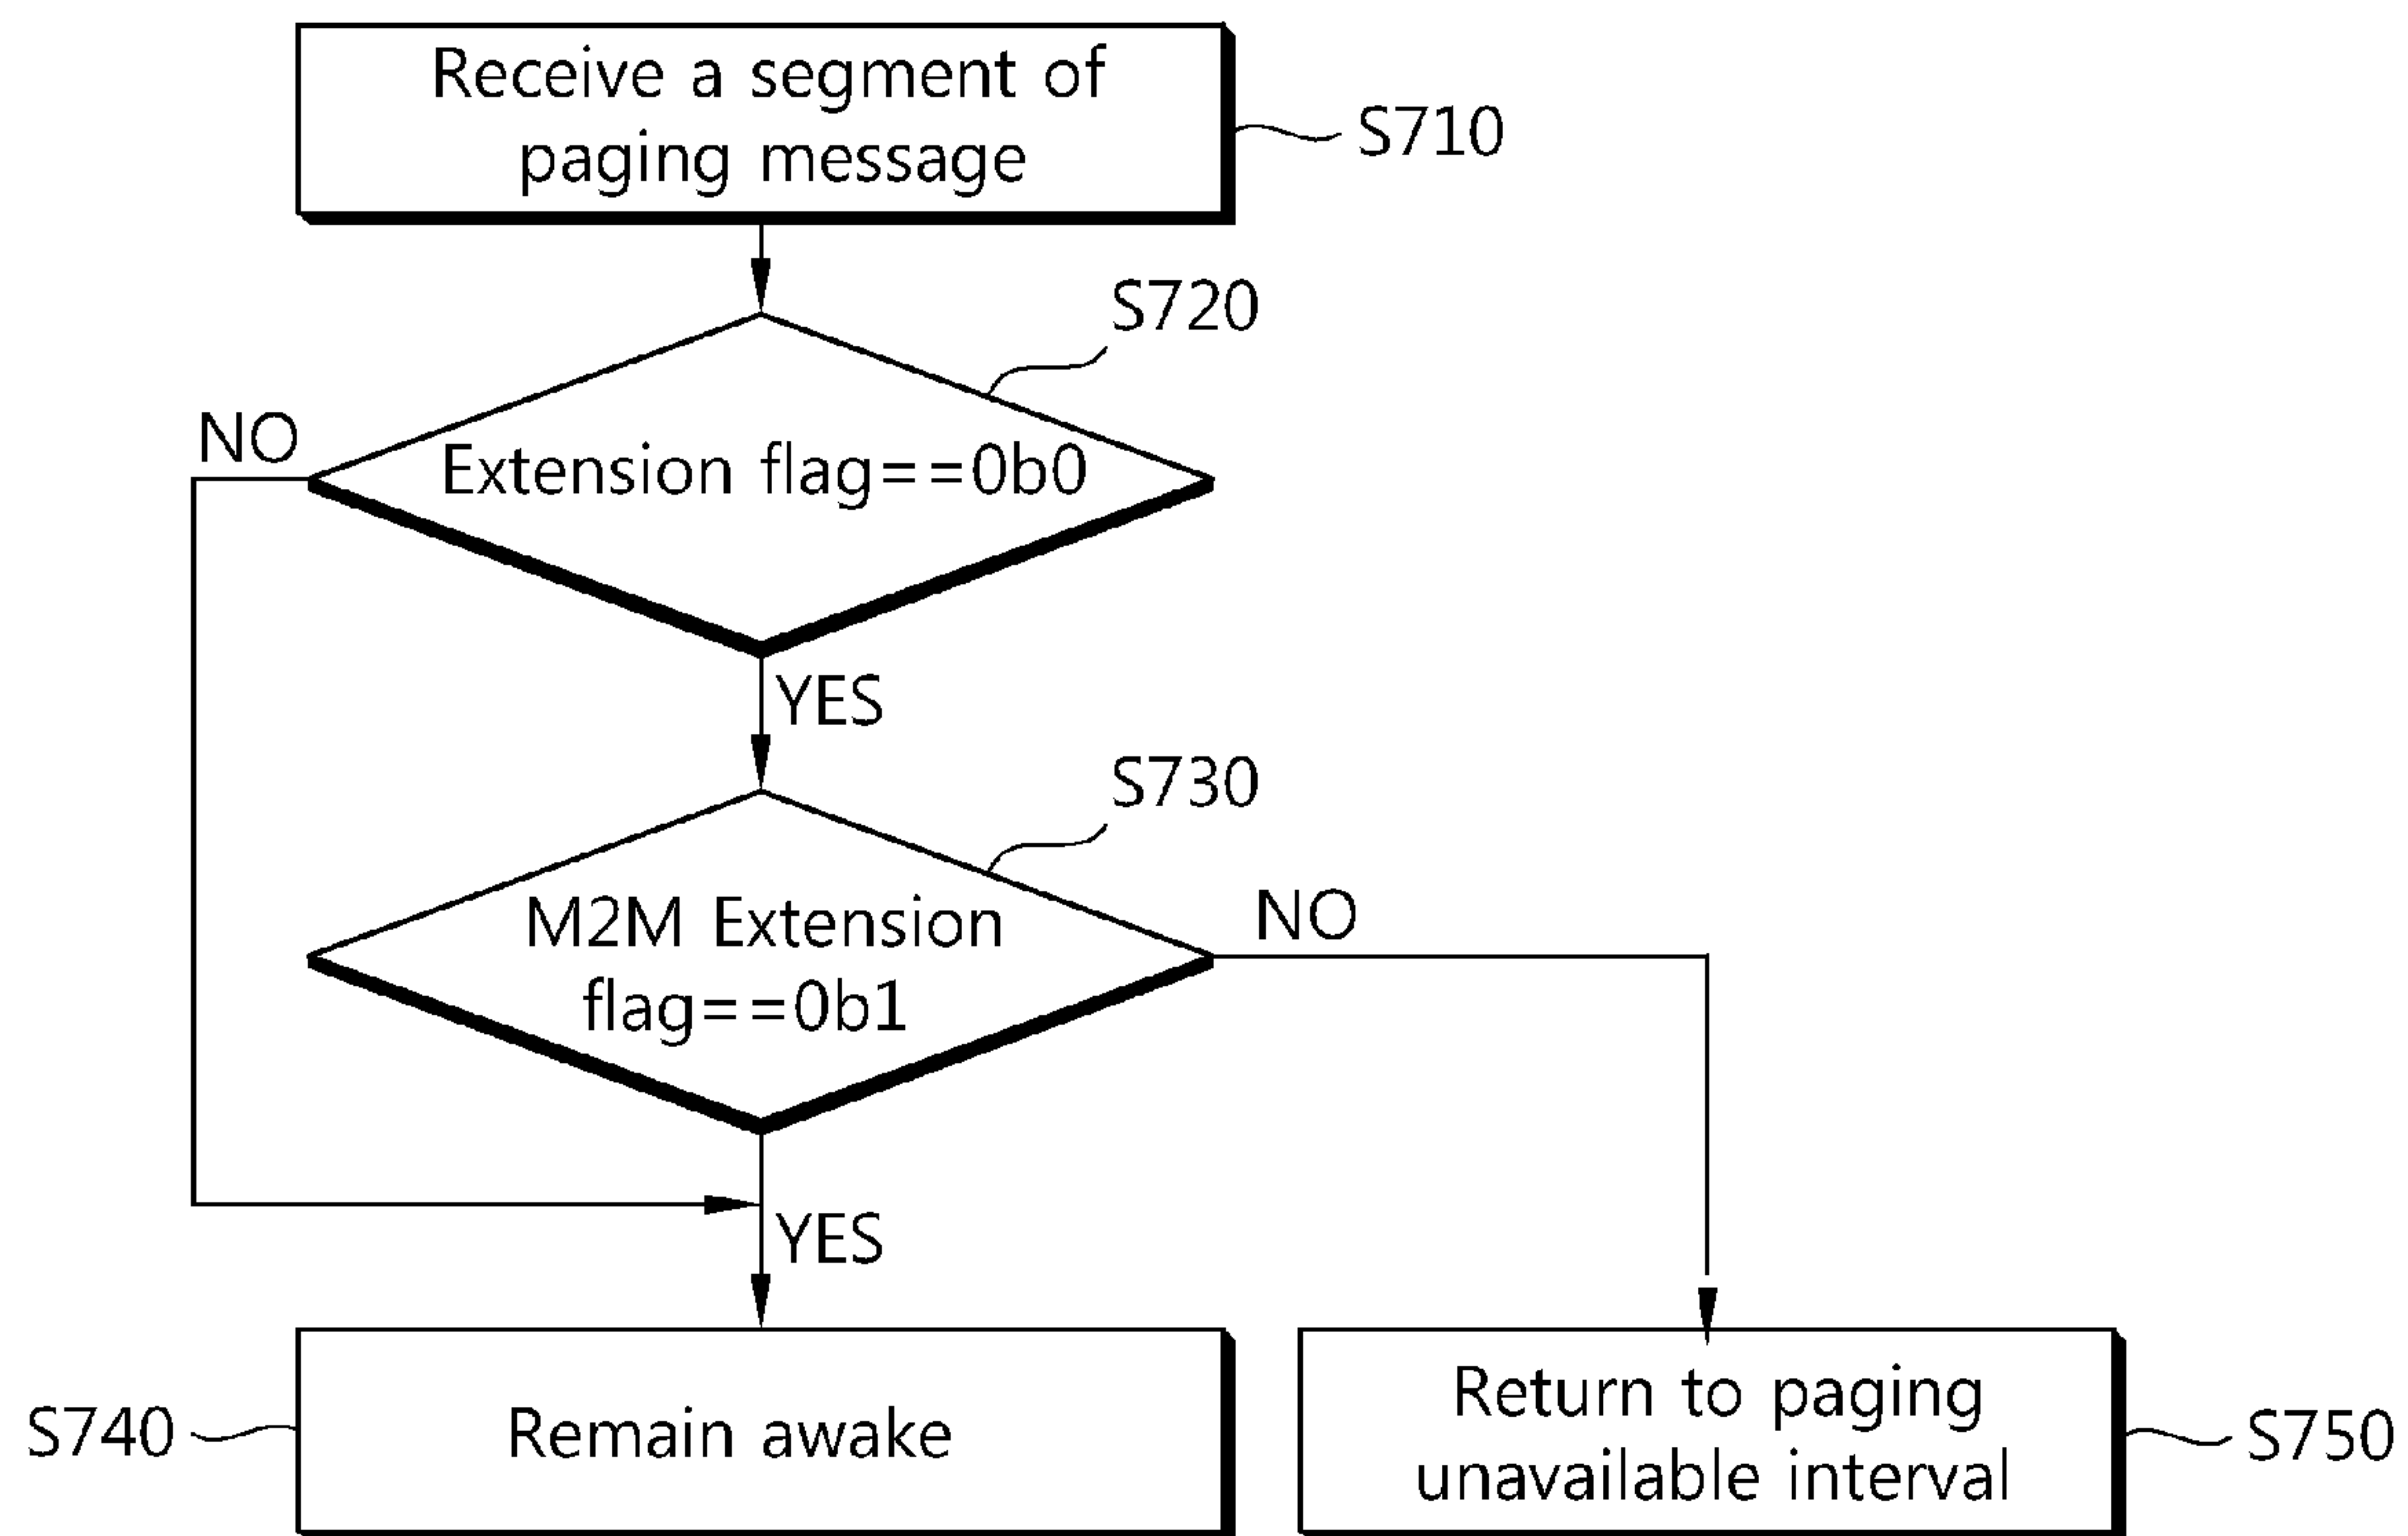 Receive a segment of
paging message
S710
S720
NO
Extension flag==0b0
YES
S730
M2M Extension
flag==0b1
NO
YES
S740
Remain awake
Return to paging
unavailable interval
S750